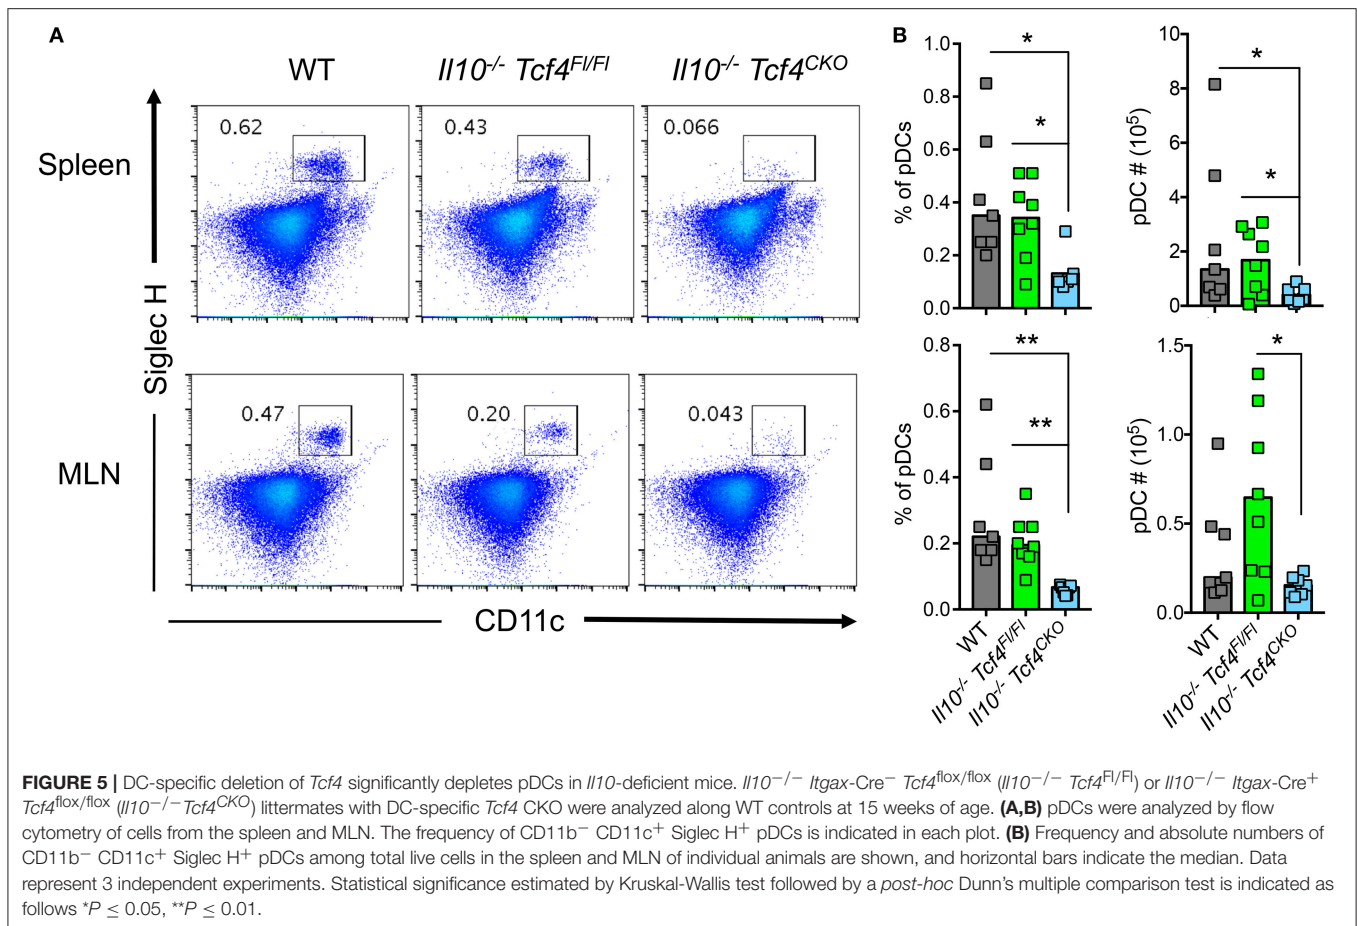 A
WT
Il10-/- Tcf4Fl/Fl
Il10-/- Tcf4CKO
Spleen
0.62
0.43
0.066
Siglec H
MLN
0.47
0.20
0.043
CD11c
B
% of pDCs
1.0
0.8
0.6
0.4
0.2
0.0
*
*
pDC # (10⁵)
10
8
6
4
2
0
*
*
% of pDCs
0.8
0.6
0.4
0.2
0.0
**
**
WT
Il10-/- Tcf4Fl/Fl
Il10-/- Tcf4CKO
pDC # (10⁵)
1.5
1.0
0.5
0.0
*
WT
Il10-/- Tcf4Fl/Fl
Il10-/- Tcf4CKO
FIGURE 5 | DC-specific deletion of Tcf4 significantly depletes pDCs in Il10-deficient mice. Il10−/− Itgax-Cre− Tcf4flox/flox (Il10−/− Tcf4Fl/Fl) or Il10−/− Itgax-Cre+
Tcf4flox/flox (Il10−/−Tcf4CKO) littermates with DC-specific Tcf4 CKO were analyzed along WT controls at 15 weeks of age. (A,B) pDCs were analyzed by flow
cytometry of cells from the spleen and MLN. The frequency of CD11b− CD11c+ Siglec H+ pDCs is indicated in each plot. (B) Frequency and absolute numbers of
CD11b− CD11c+ Siglec H+ pDCs among total live cells in the spleen and MLN of individual animals are shown, and horizontal bars indicate the median. Data
represent 3 independent experiments. Statistical significance estimated by Kruskal-Wallis test followed by a post-hoc Dunn's multiple comparison test is indicated as
follows *P ≤ 0.05, **P ≤ 0.01.